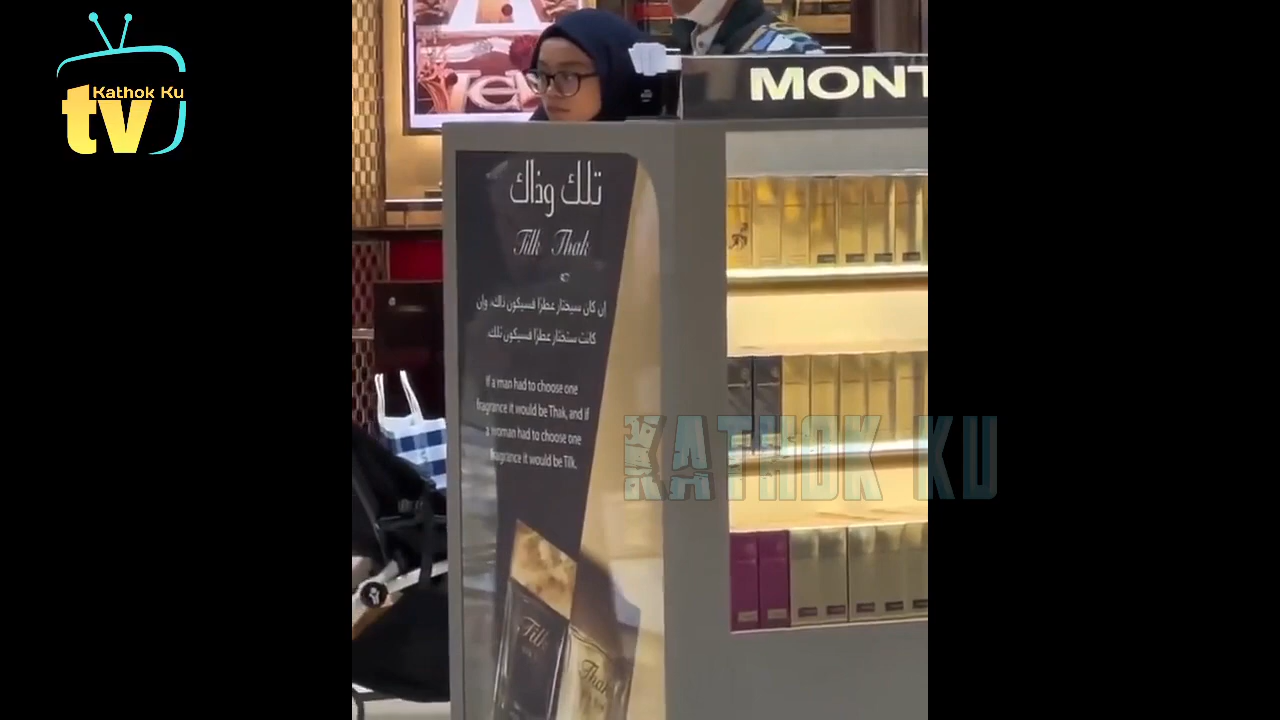 Kathok Ku
tv
MONT
تلك وذاك
Tilk Thak
إن كان سيختار عطرًا فسيكون ذاك، وإن
كانت ستختار عطرًا فسيكون تلك.
If a man had to choose one
fragrance it would be Thak, and if
a woman had to choose one
fragrance it would be Tilk.
KATHOK KU
Tilk
Thak